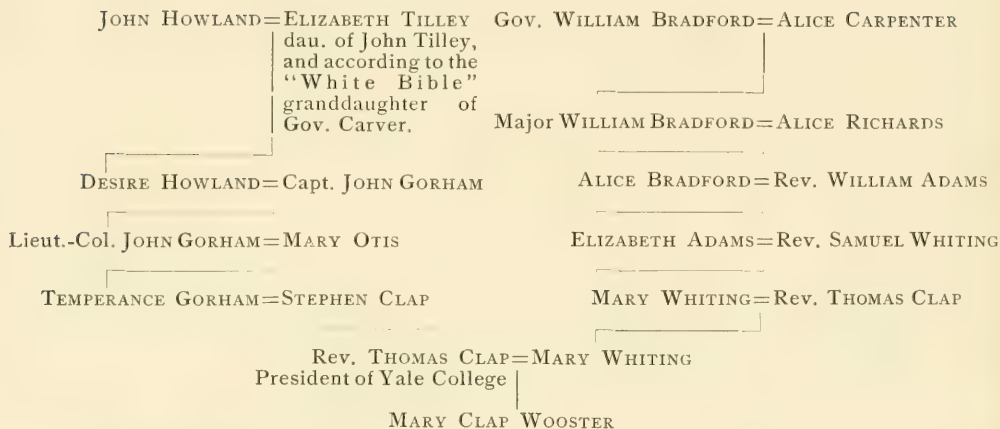 JOHN HOWLAND=ELIZABETH TILLEY
dau. of John Tilley,
and according to the
"White Bible"
granddaughter of
Gov. Carver.
DESIRE HOWLAND=Capt. JOHN GORHAM
Lieut.-Col. JOHN GORHAM=MARY OTIS
TEMPERANCE GORHAM=STEPHEN CLAP
Gov. WILLIAM BRADFORD=ALICE CARPENTER
Major WILLIAM BRADFORD=ALICE RICHARDS
ALICE BRADFORD=Rev. WILLIAM ADAMS
ELIZABETH ADAMS=Rev. SAMUEL WHITING
MARY WHITING=Rev. THOMAS CLAP
Rev. THOMAS CLAP=MARY WHITING
President of Yale College
MARY CLAP WOOSTER